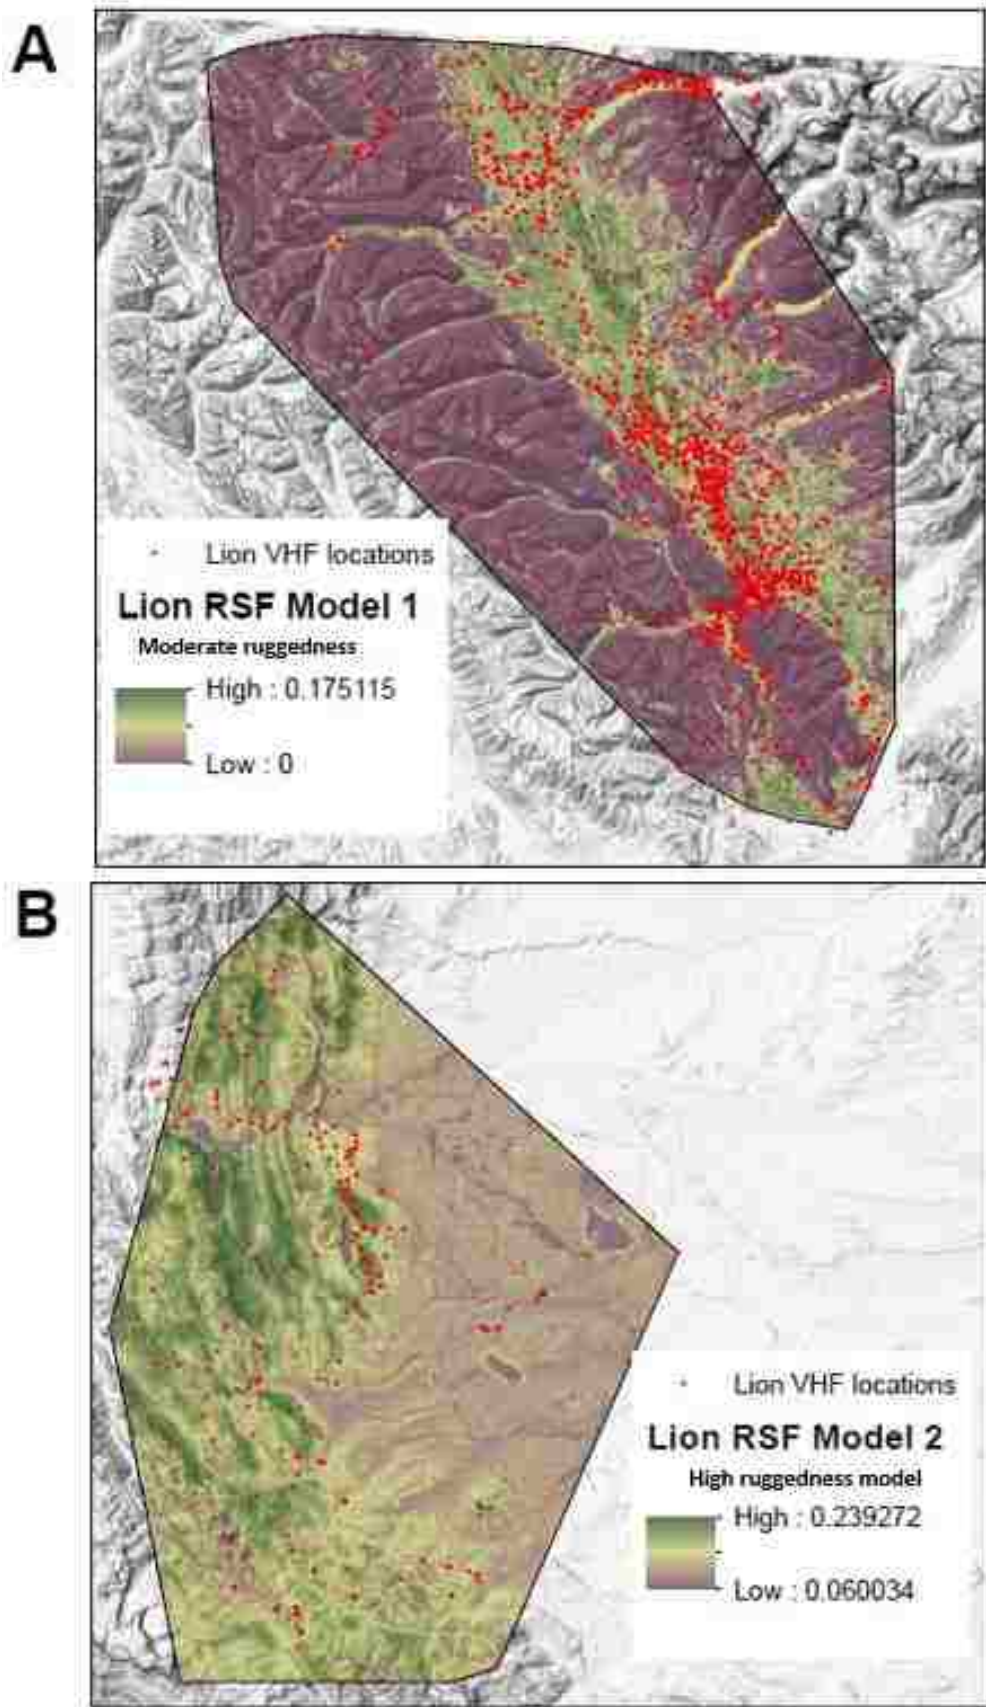 A
Lion VHF locations
Lion RSF Model 1
Moderate ruggedness
High : 0.175115
Low : 0
B
Lion VHF locations
Lion RSF Model 2
High ruggedness model
High : 0.239272
Low : 0.060034